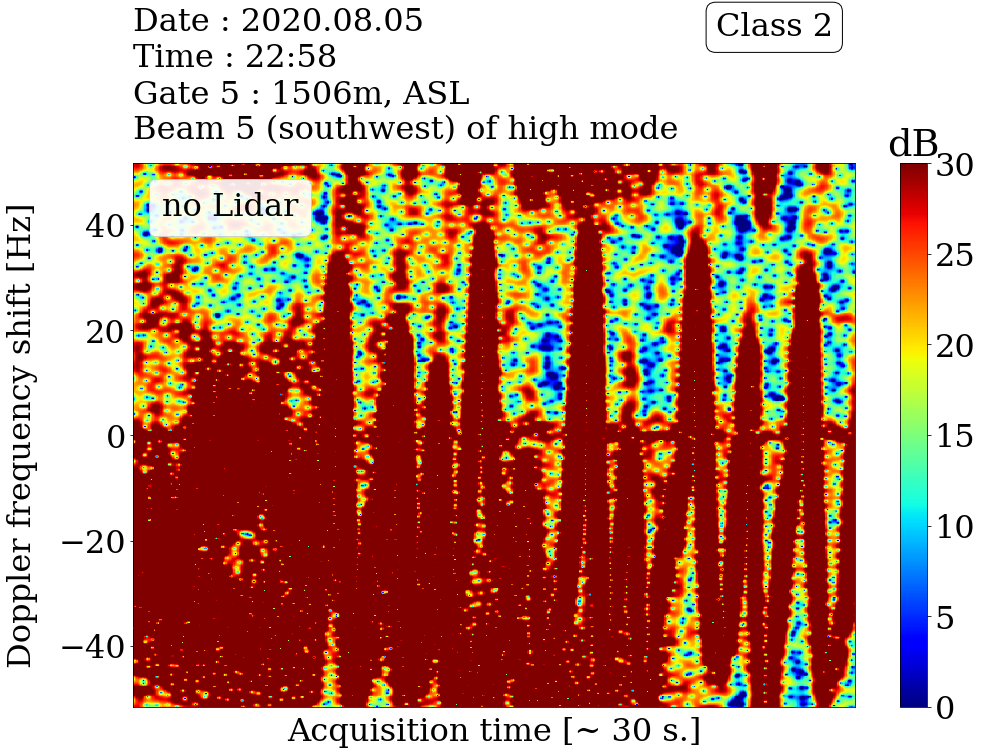 Date : 2020.08.05
Time : 22:58
Gate 5 : 1506m, ASL
Beam 5 (southwest) of high mode
Class 2
dB
no Lidar
Doppler frequency shift [Hz]
40
20
0
−20
−40
Acquisition time [~ 30 s.]
30
25
20
15
10
5
0